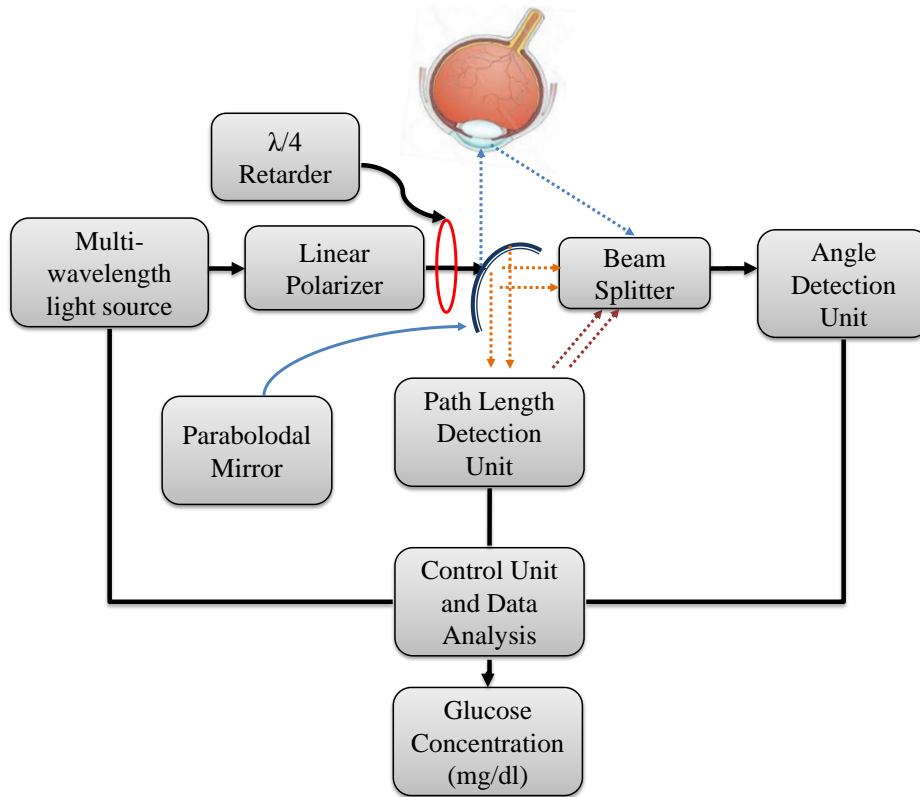 λ/4
Retarder
Multi-
wavelength
light source
Linear
Polarizer
Beam
Splitter
Angle
Detection
Unit
Parabolodal
Mirror
Path Length
Detection
Unit
Control Unit
and Data
Analysis
Glucose
Concentration
(mg/dl)